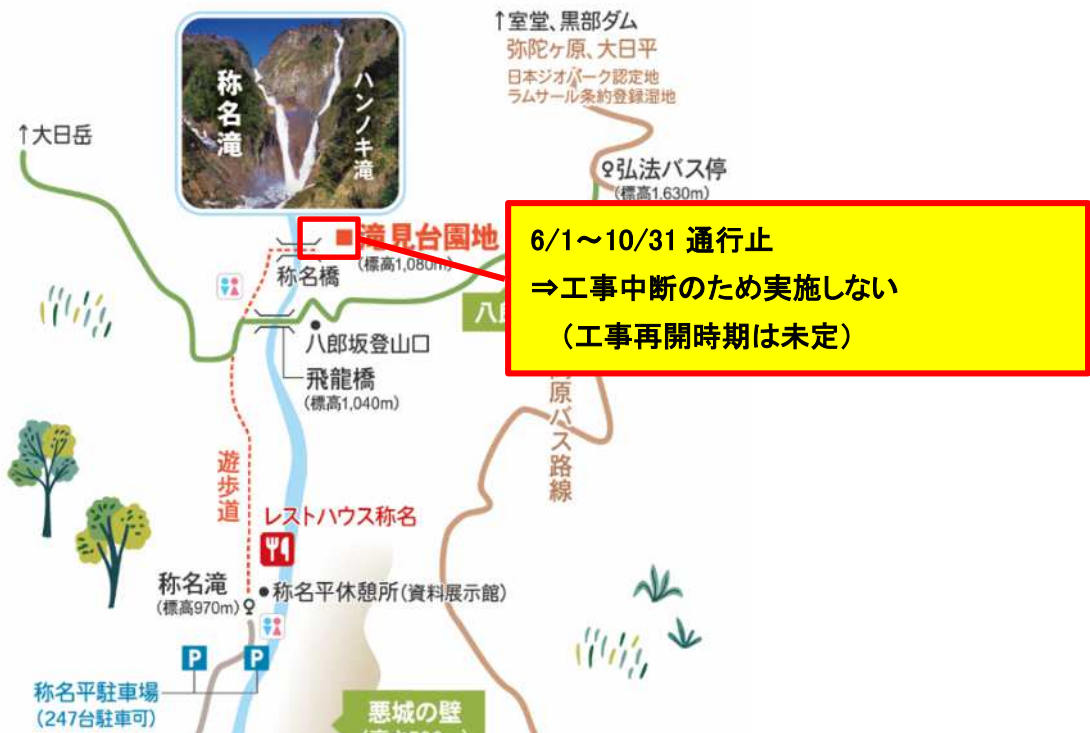 ↑室堂、黒部ダム
弥陀ヶ原、大日平
日本ジオパーク認定地
ラムサール条約登録湿地
称名滝
ハンノキ滝
↑大日岳
弘法バス停
(標高1,630m)
滝見台園地
(標高1,080m)
称名橋
6/1～10/31 通行止
⇒工事中断のため実施しない
（工事再開時期は未定）
八郎坂登山口
飛龍橋
(標高1,040m)
原バス路線
遊歩道
レストハウス称名
称名滝
(標高970m)
●称名平休憩所(資料展示館)
P
P
称名平駐車場
(247台駐車可)
悪城の壁